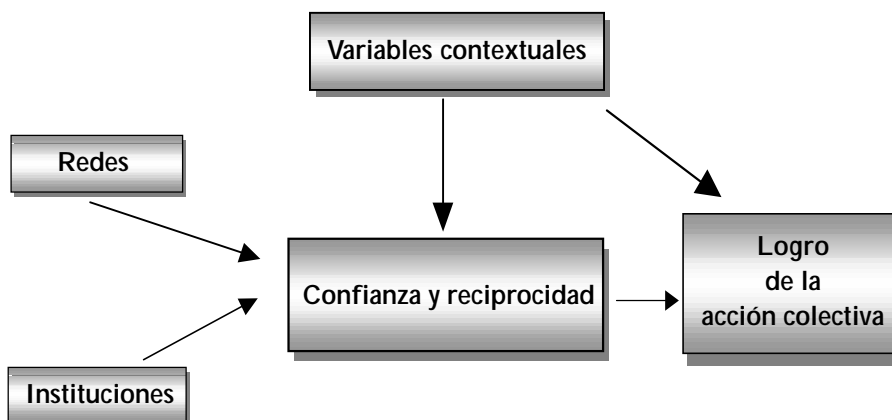 Variables contextuales
Redes
Confianza y reciprocidad
Logro
de la
acción colectiva
Instituciones